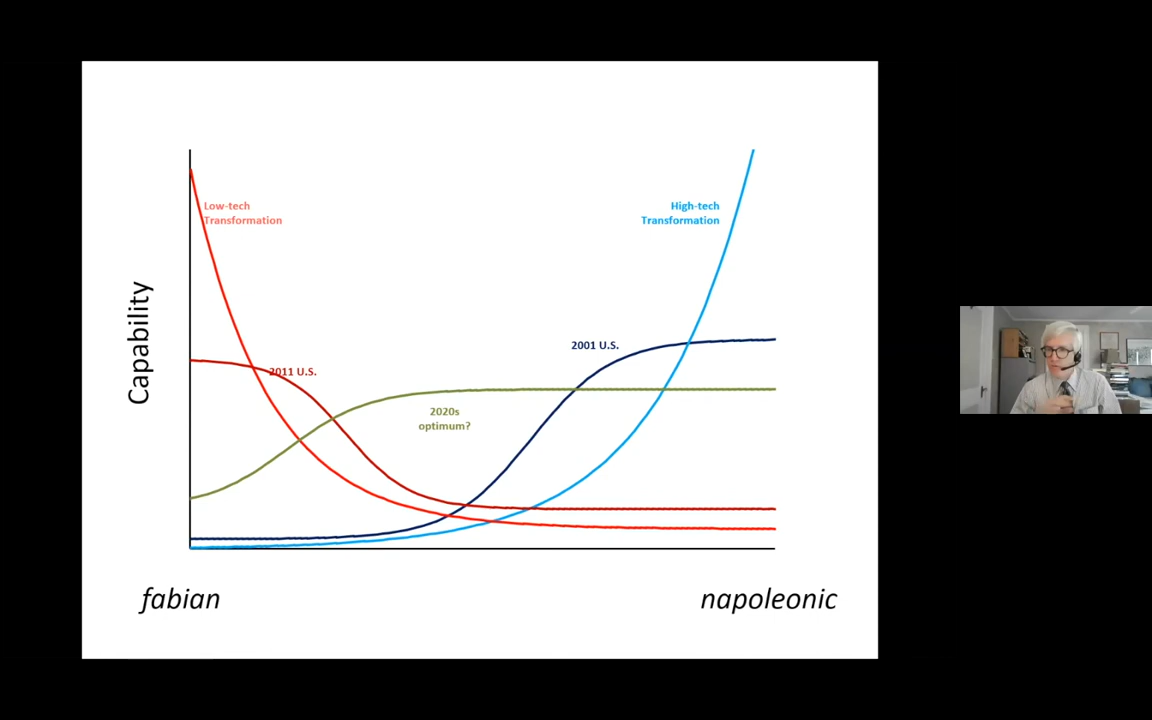 Low-tech
Transformation
High-tech
Transformation
Capability
2001 U.S.
2011 U.S.
2020s
optimum?
fabian
napoleonic